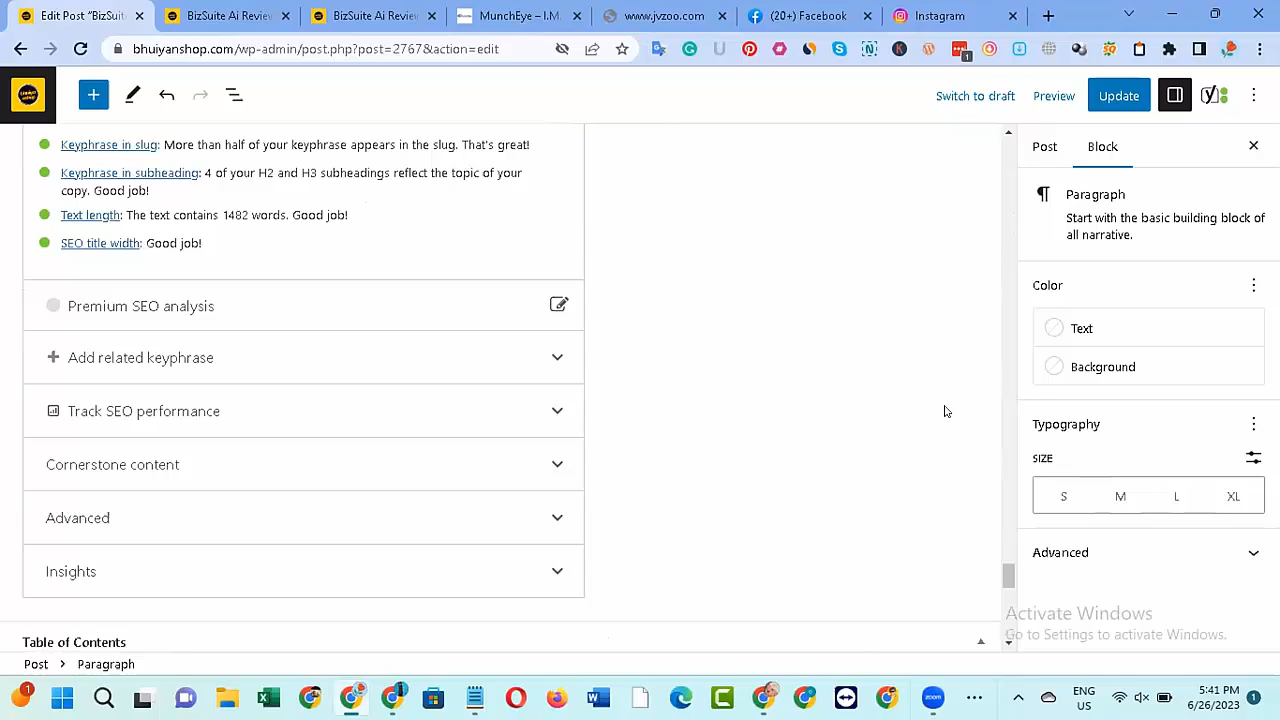 Edit Post “BizSui
BizSuite Ai Review
BizSuite Ai Review
MunchEye – I.M.
www.jvzoo.com
(20+) Facebook
Instagram
bhuiyanshop.com/wp-admin/post.php?post=2767&action=edit
1
Switch to draft
Preview
Update
Keyphrase in slug: More than half of your keyphrase appears in the slug. That's great!
Keyphrase in subheading: 4 of your H2 and H3 subheadings reflect the topic of your
copy. Good job!
Text length: The text contains 1482 words. Good job!
SEO title width: Good job!
Premium SEO analysis
Add related keyphrase
Track SEO performance
Cornerstone content
Advanced
Insights
Table of Contents
Post
Block
Paragraph
Start with the basic building block of
all narrative.
Color
Text
Background
Typography
SIZE
S M L XL
Advanced
Activate Windows
Go to Settings to activate Windows.
Post > Paragraph
1
ENG
US
5:41 PM
6/26/2023
1